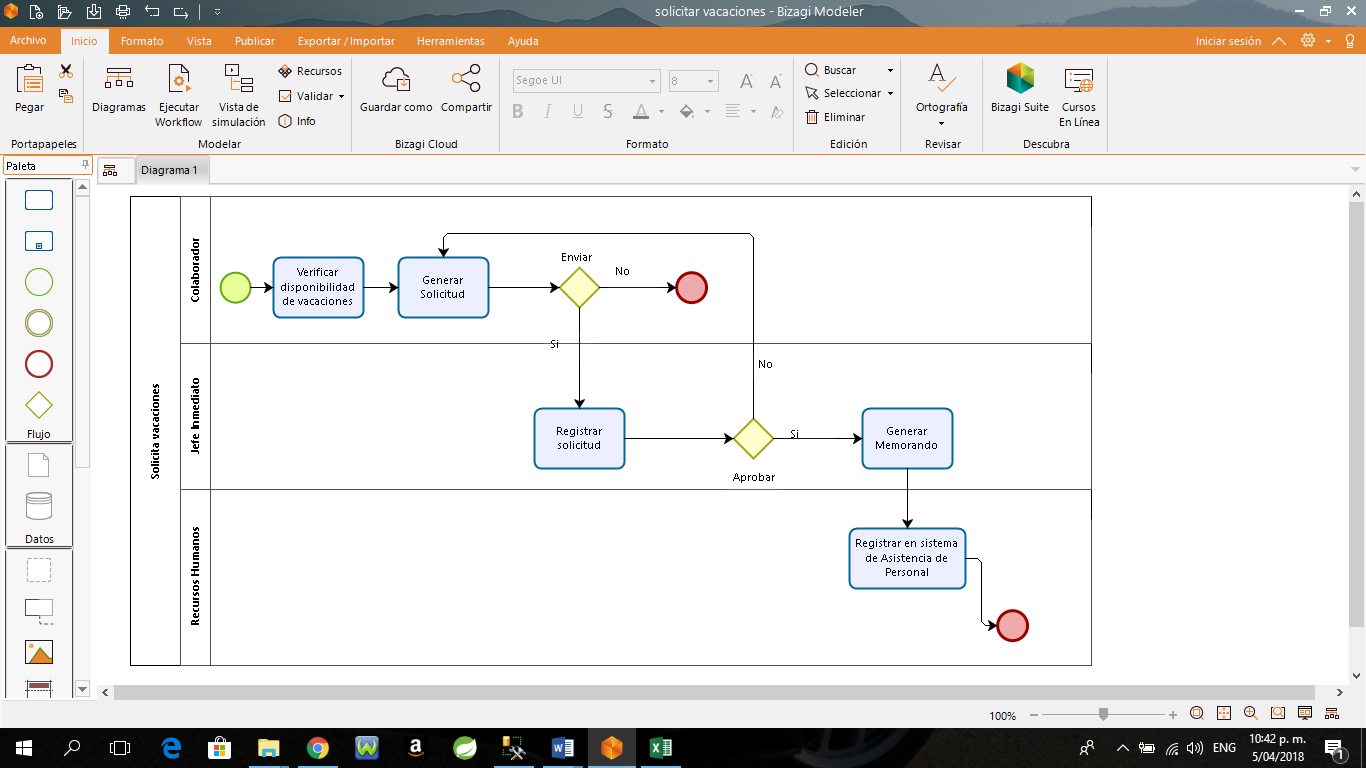 solicitar vacaciones - Bizagi Modeler
Archivo Inicio Formato Vista Publicar Exportar / Importar Herramientas Ayuda Iniciar sesión
Pegar
Portapapeles
Diagramas
Ejecutar
Workflow
Vista de
simulación
Recursos
Validar
Info
Modelar
Guardar como
Compartir
Bizagi Cloud
Segoe UI
8
B I U S A
Formato
Buscar
Seleccionar
Eliminar
Edición
Ortografía
Revisar
Bizagi Suite
Cursos
En Línea
Descubra
Paleta
Diagrama 1
Flujo
Datos
Solicita vacaciones
Colaborador
Verificar
disponibilidad
de vacaciones
Generar
Solicitud
Enviar
No
Si
Jefe Inmediato
Registrar
solicitud
Aprobar
No
Si
Generar
Memorando
Recursos Humanos
Registrar en sistema
de Asistencia de
Personal
100%
ENG
10:42 p. m.
5/04/2018
1